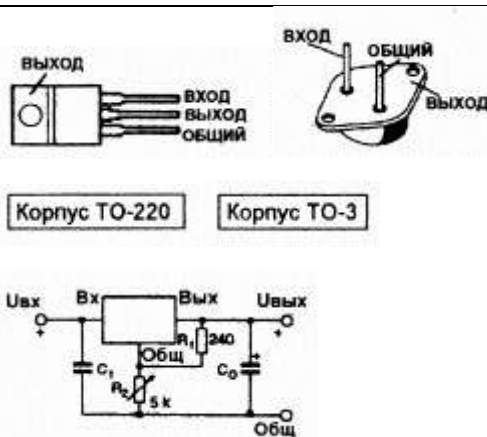 ВЫХОД
ВХОД
ВЫХОД
ОБЩИЙ
ВХОД
ОБЩИЙ
ВЫХОД
Корпус ТО-220
Корпус ТО-3
Uвх
Вх
Вых
Uвых
+
+
Общ
R1
240
C1
R2
5 k
C0
+
Общ